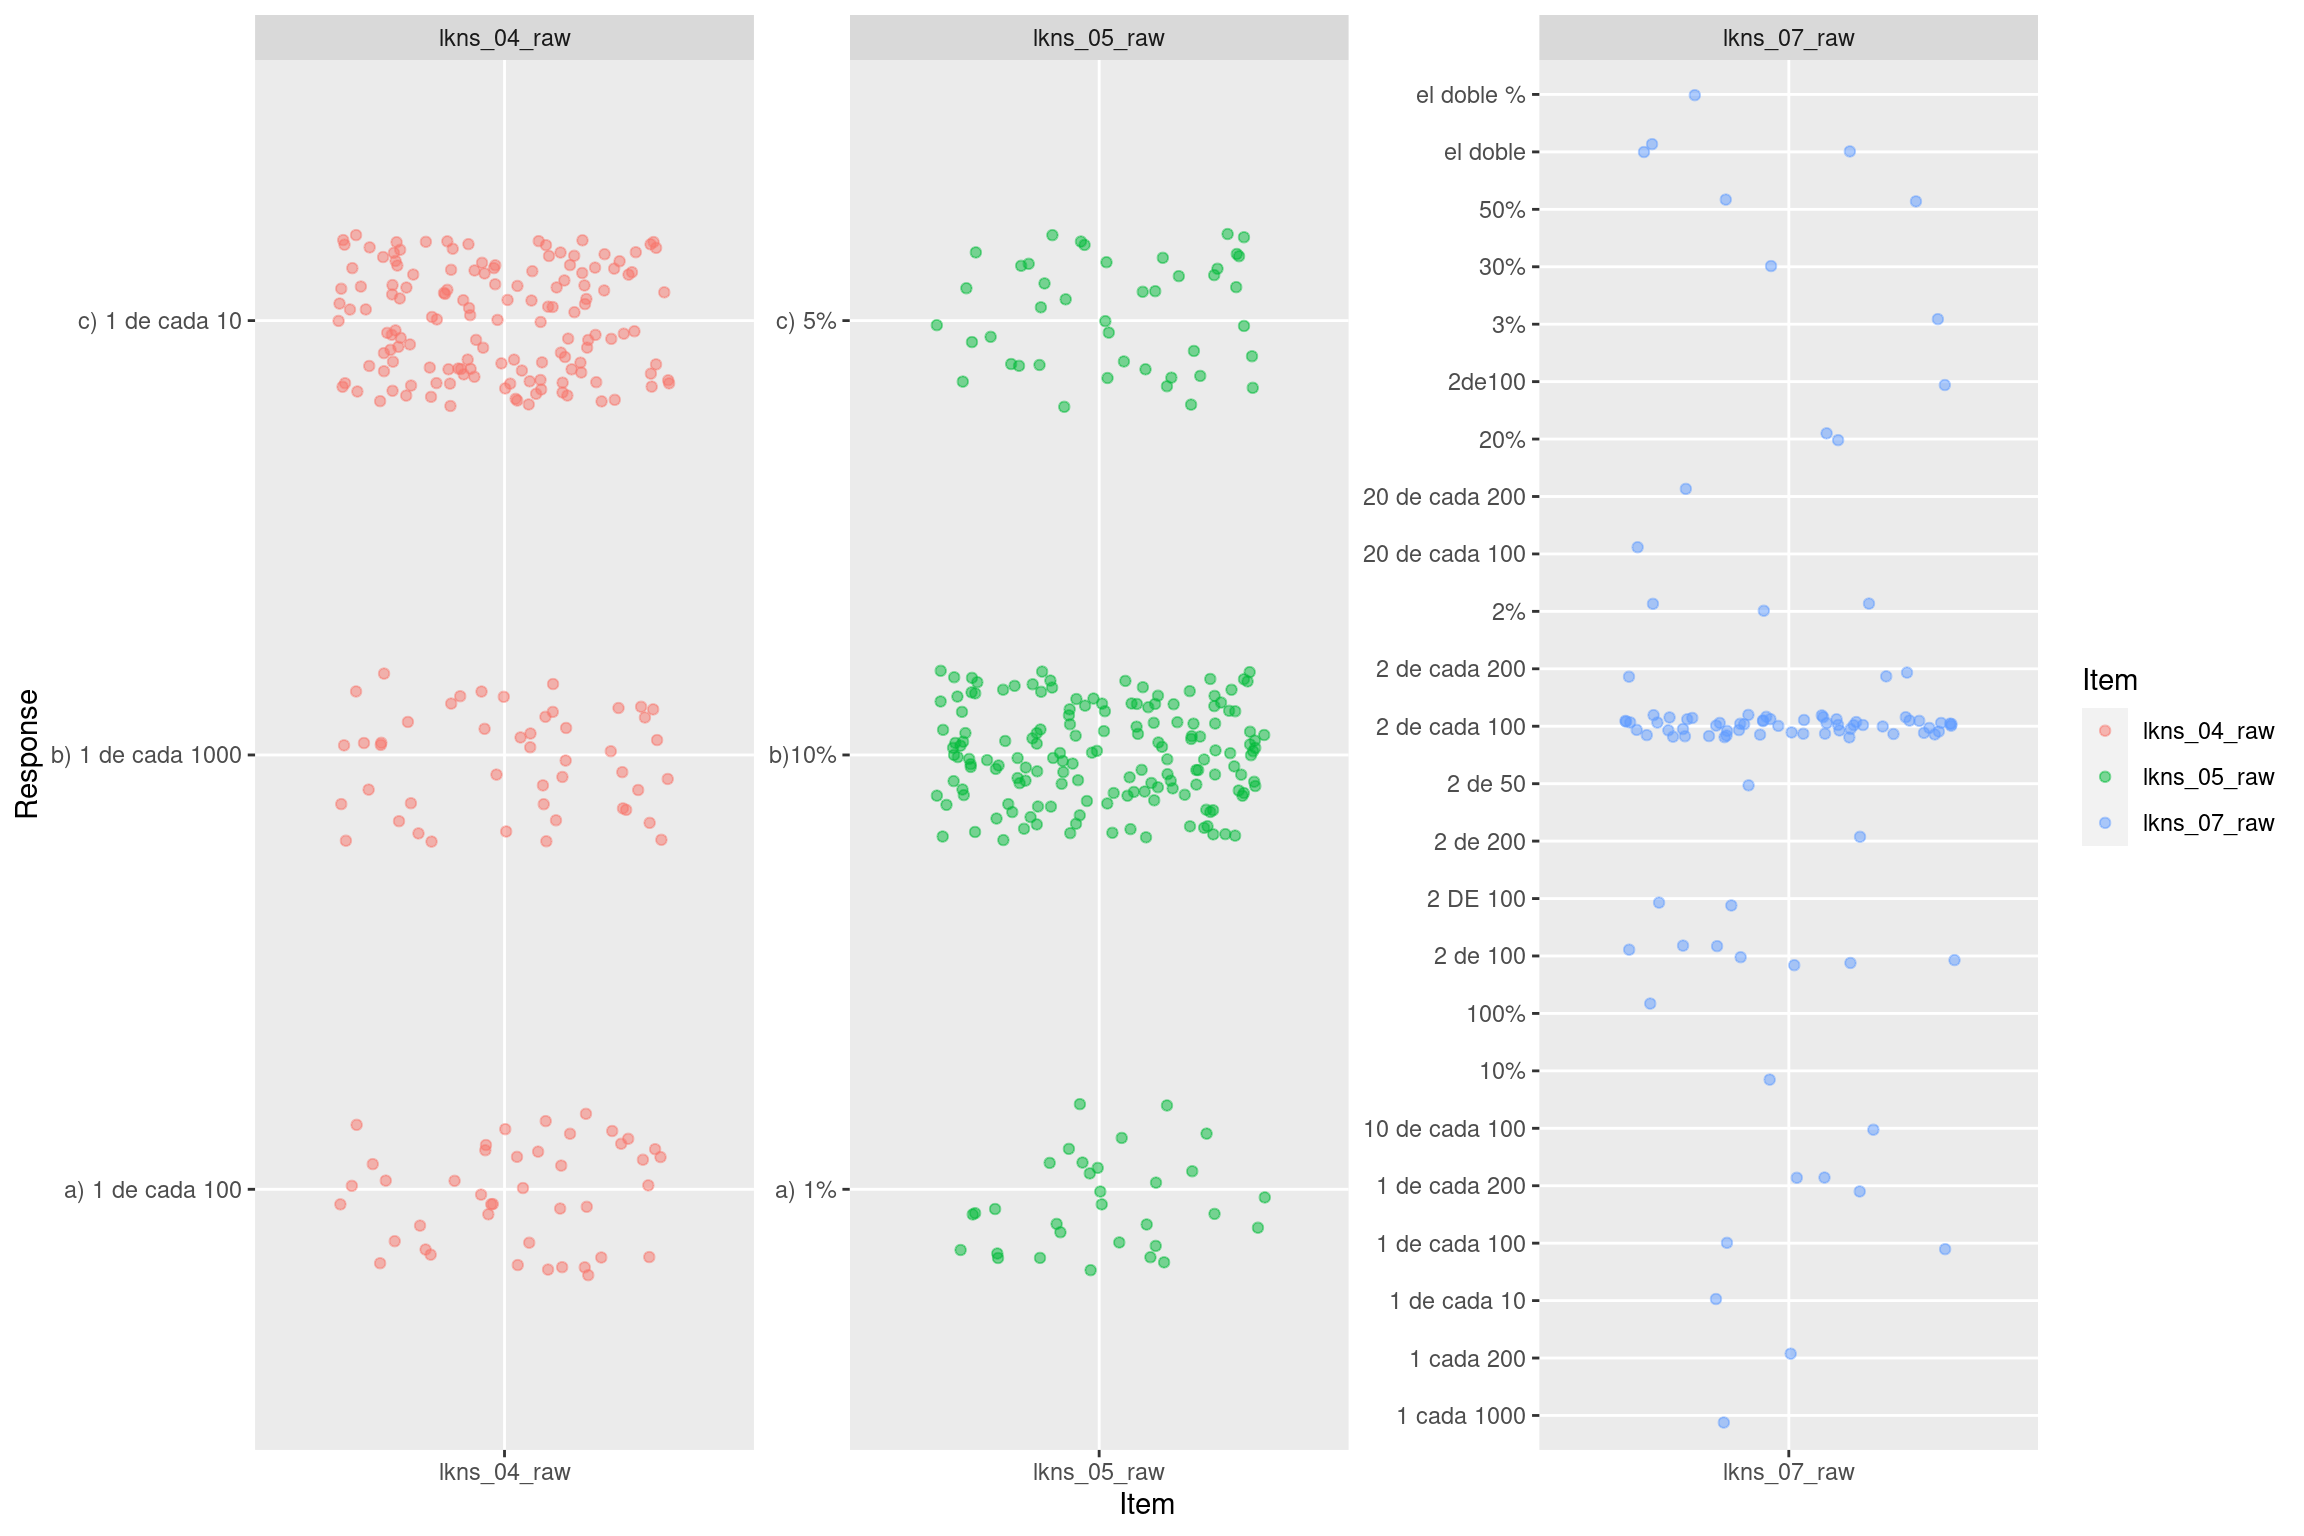 lkns_04_raw
lkns_05_raw
lkns_07_raw
Response
c) 1 de cada 10
b) 1 de cada 1000
a) 1 de cada 100
c) 5%
b)10%
a) 1%
el doble %
el doble
50%
30%
3%
2de100
20%
20 de cada 200
20 de cada 100
2%
2 de cada 200
2 de cada 100
2 de 50
2 de 200
2 DE 100
2 de 100
100%
10%
10 de cada 100
1 de cada 200
1 de cada 100
1 de cada 10
1 cada 200
1 cada 1000
lkns_04_raw
lkns_05_raw
lkns_07_raw
Item
Item
lkns_04_raw
lkns_05_raw
lkns_07_raw